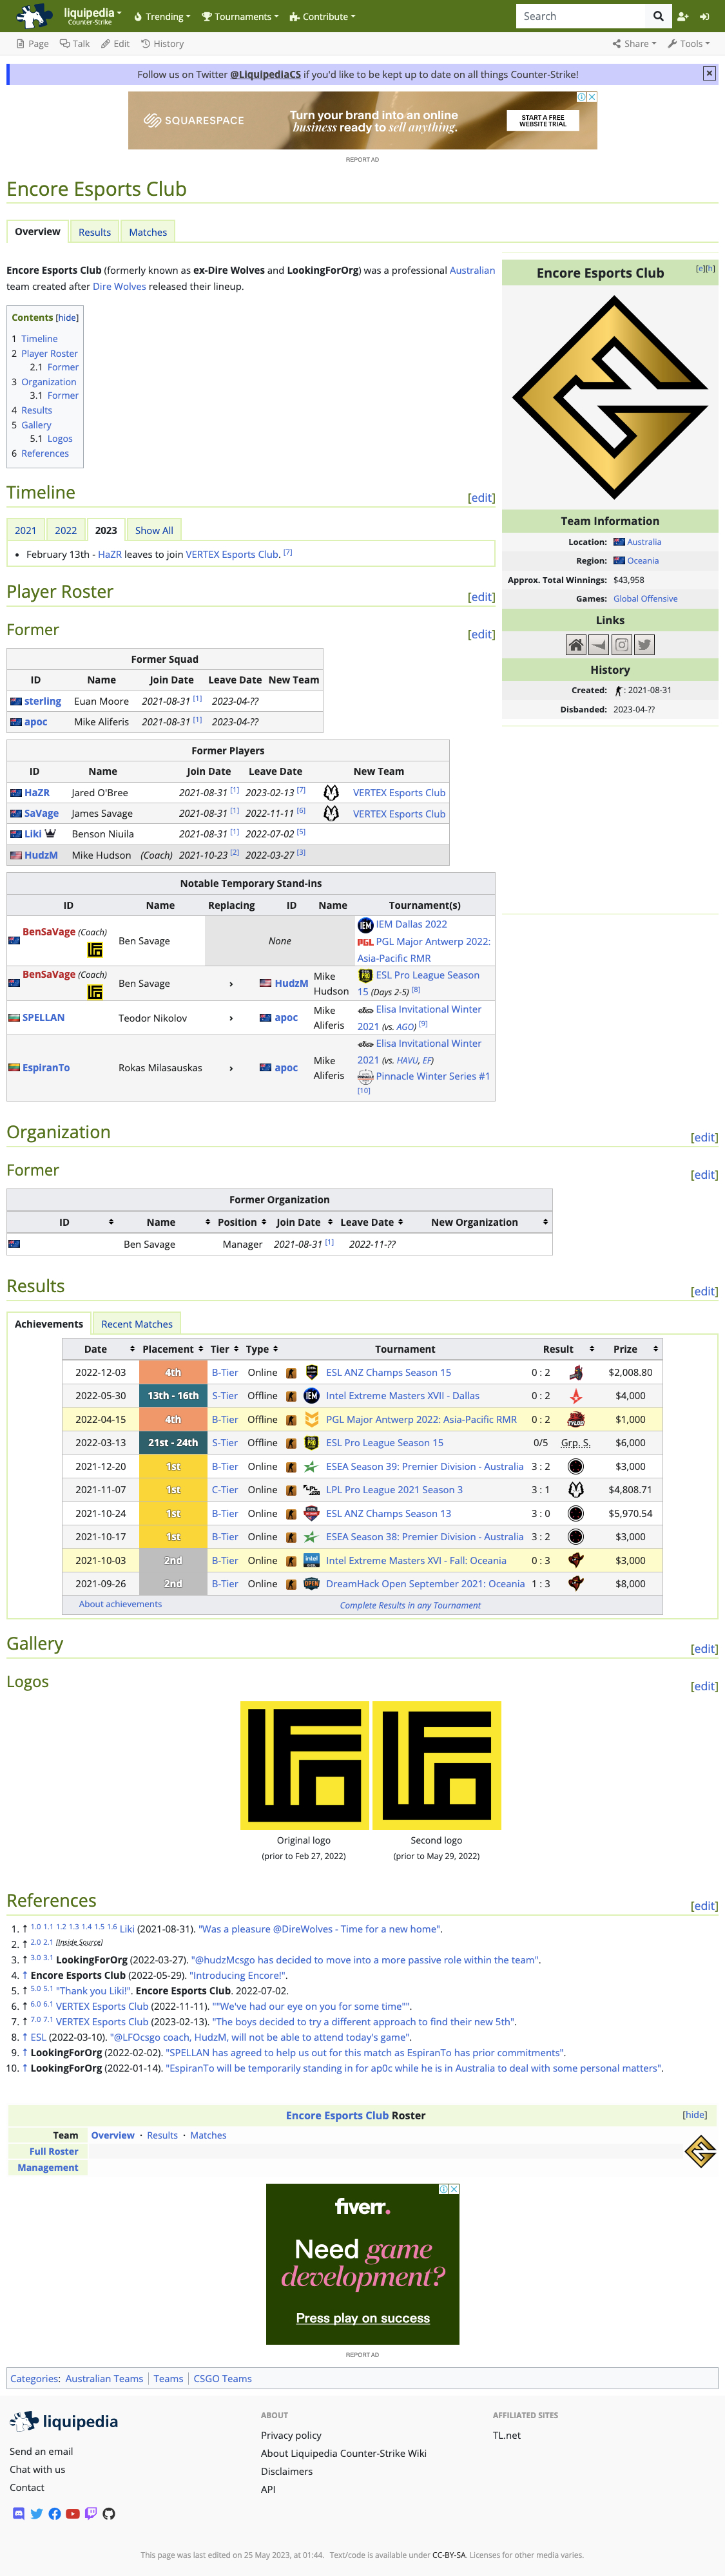 liquipedia Counter-Strike Trending Tournaments Contribute Search
Page Talk Edit History Share Tools
Follow us on Twitter @LiquipediaCS if you'd like to be kept up to date on all things Counter-Strike!
SQUARESPACE Turn your brand into an online business ready to sell anything. START A FREE WEBSITE TRIAL
REPORT AD
Encore Esports Club
Overview Results Matches
Encore Esports Club (formerly known as ex-Dire Wolves and LookingForOrg) was a professional Australian
team created after Dire Wolves released their lineup.
Contents [hide]
1 Timeline
2 Player Roster
2.1 Former
3 Organization
3.1 Former
4 Results
5 Gallery
5.1 Logos
6 References
Encore Esports Club [e][h]
Team Information
Location: Australia
Region: Oceania
Approx. Total Winnings: $43,958
Games: Global Offensive
Links
History
Created: : 2021-08-31
Disbanded: 2023-04-??
Timeline [edit]
2021 2022 2023 Show All
• February 13th - HaZR leaves to join VERTEX Esports Club. [7]
Player Roster [edit]
Former [edit]
Former Squad
ID Name Join Date Leave Date New Team
sterling Euan Moore 2021-08-31 [1] 2023-04-??
apoc Mike Aliferis 2021-08-31 [1] 2023-04-??
Former Players
ID Name Join Date Leave Date New Team
HaZR Jared O'Bree 2021-08-31 [1] 2023-02-13 [7] VERTEX Esports Club
SaVage James Savage 2021-08-31 [1] 2022-11-11 [6] VERTEX Esports Club
Liki Benson Niuila 2021-08-31 [1] 2022-07-02 [5]
HudzM Mike Hudson (Coach) 2021-10-23 [2] 2022-03-27 [3]
Notable Temporary Stand-ins
ID Name Replacing ID Name Tournament(s)
BenSaVage (Coach) Ben Savage None IEM Dallas 2022
PGL PGL Major Antwerp 2022:
Asia-Pacific RMR
BenSaVage (Coach) Ben Savage › HudzM Mike Hudson ESL Pro League Season
15 (Days 2-5) [8]
SPELLAN Teodor Nikolov › apoc Mike Aliferis elisa Elisa Invitational Winter
2021 (vs. AGO) [9]
EspiranTo Rokas Milasauskas › apoc Mike Aliferis elisa Elisa Invitational Winter
2021 (vs. HAVU, EF)
Pinnacle Winter Series #1
[10]
Organization [edit]
Former [edit]
Former Organization
ID Name Position Join Date Leave Date New Organization
Ben Savage Manager 2021-08-31 [1] 2022-11-??
Results [edit]
Achievements Recent Matches
Date Placement Tier Type Tournament Result Prize
2022-12-03 4th B-Tier Online ESL ANZ Champs Season 15 0 : 2 $2,008.80
2022-05-30 13th - 16th S-Tier Offline IEM Intel Extreme Masters XVII - Dallas 0 : 2 $4,000
2022-04-15 4th B-Tier Offline PGL Major Antwerp 2022: Asia-Pacific RMR 0 : 2 TYLOO $1,000
2022-03-13 21st - 24th S-Tier Offline ESL Pro League Season 15 0/5 Grp. S. $6,000
2021-12-20 1st B-Tier Online ESEA Season 39: Premier Division - Australia 3 : 2 $3,000
2021-11-07 1st C-Tier Online LPL LPL Pro League 2021 Season 3 3 : 1 $4,808.71
2021-10-24 1st B-Tier Online ESL ANZ Champs Season 13 3 : 0 $5,970.54
2021-10-17 1st B-Tier Online ESEA Season 38: Premier Division - Australia 3 : 2 $3,000
2021-10-03 2nd B-Tier Online intel Intel Extreme Masters XVI - Fall: Oceania 0 : 3 $3,000
2021-09-26 2nd B-Tier Online OPEN DreamHack Open September 2021: Oceania 1 : 3 $8,000
About achievements Complete Results in any Tournament
Gallery [edit]
Logos [edit]
Original logo
(prior to Feb 27, 2022)
Second logo
(prior to May 29, 2022)
References [edit]
1. ↑ 1.0 1.1 1.2 1.3 1.4 1.5 1.6 Liki (2021-08-31). "Was a pleasure @DireWolves - Time for a new home".
2. ↑ 2.0 2.1 [Inside Source]
3. ↑ 3.0 3.1 LookingForOrg (2022-03-27). "@hudzMcsgo has decided to move into a more passive role within the team".
4. ↑ Encore Esports Club (2022-05-29). "Introducing Encore!".
5. ↑ 5.0 5.1 "Thank you Liki!". Encore Esports Club. 2022-07-02.
6. ↑ 6.0 6.1 VERTEX Esports Club (2022-11-11). ""We've had our eye on you for some time"".
7. ↑ 7.0 7.1 VERTEX Esports Club (2023-02-13). "The boys decided to try a different approach to find their new 5th".
8. ↑ ESL (2022-03-10). "@LFOcsgo coach, HudzM, will not be able to attend today's game".
9. ↑ LookingForOrg (2022-02-02). "SPELLAN has agreed to help us out for this match as EspiranTo has prior commitments".
10. ↑ LookingForOrg (2022-01-14). "EspiranTo will be temporarily standing in for ap0c while he is in Australia to deal with some personal matters".
Encore Esports Club Roster [hide]
Team Overview · Results · Matches
Full Roster
Management
fiverr.
Need game development?
Press play on success
REPORT AD
Categories: Australian Teams | Teams | CSGO Teams
liquipedia
Send an email
Chat with us
Contact
ABOUT
Privacy policy
About Liquipedia Counter-Strike Wiki
Disclaimers
API
AFFILIATED SITES
TL.net
This page was last edited on 25 May 2023, at 01:44. Text/code is available under CC-BY-SA. Licenses for other media varies.